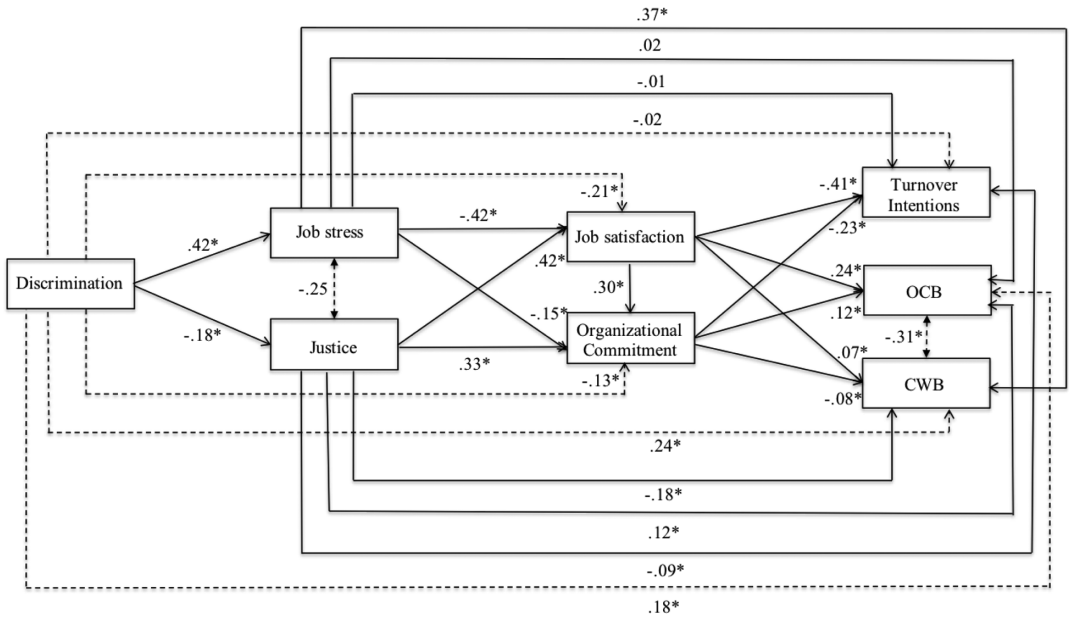 .37*
.02
-.01
-.02
-.21*
-.41*
Turnover
Intentions
Job stress
-.42*
Job satisfaction
-.23*
.42*
Discrimination
.42*
.24*
-.25
.30*
OCB
.12*
-.18*
-.15*
Organizational
Commitment
-.31*
Justice
.33*
.07*
-.13*
CWB
-.08*
.24*
-.18*
.12*
-.09*
.18*